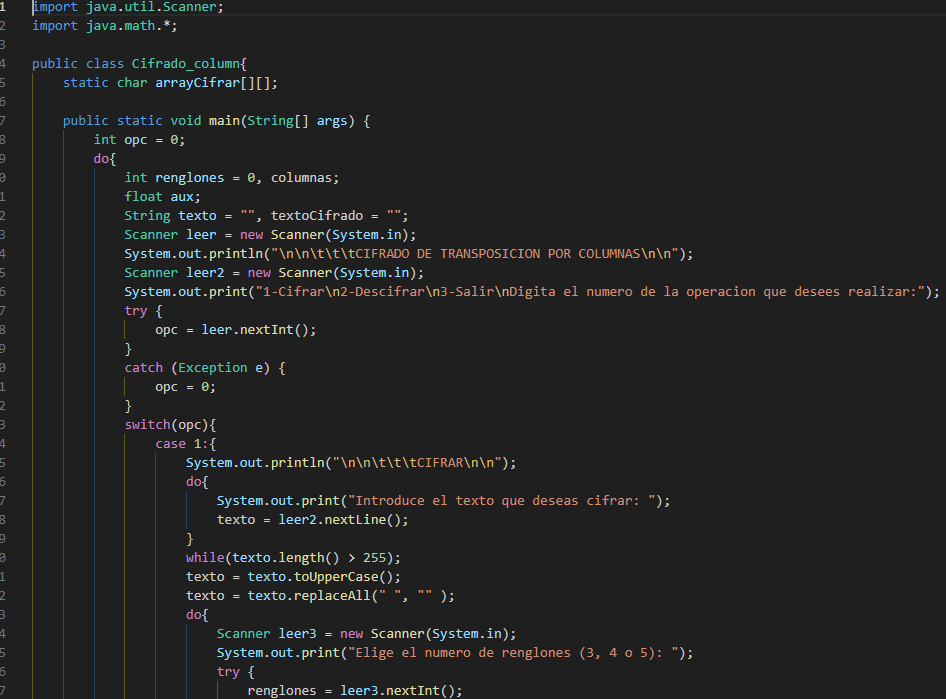 1 import java.util.Scanner;
2 import java.math.*;
3
4 public class Cifrado_column{
5     static char arrayCifrar[][];
6
7     public static void main(String[] args) {
8         int opc = 0;
9         do{
0             int renglones = 0, columnas;
1             float aux;
2             String texto = "", textoCifrado = "";
3             Scanner leer = new Scanner(System.in);
4             System.out.println("\n\n\t\t\tCIFRADO DE TRANSPOSICION POR COLUMNAS\n\n");
5             Scanner leer2 = new Scanner(System.in);
6             System.out.print("1-Cifrar\n2-Descifrar\n3-Salir\nDigita el numero de la operacion que desees realizar:");
7             try {
8                 opc = leer.nextInt();
9             }
0             catch (Exception e) {
1                 opc = 0;
2             }
3             switch(opc){
4                 case 1:{
5                     System.out.println("\n\n\t\t\tCIFRAR\n\n");
6                     do{
7                         System.out.print("Introduce el texto que deseas cifrar: ");
8                         texto = leer2.nextLine();
9                     }
0                     while(texto.length() > 255);
1                     texto = texto.toUpperCase();
2                     texto = texto.replaceAll(" ", "" );
3                     do{
4                         Scanner leer3 = new Scanner(System.in);
5                         System.out.print("Elige el numero de renglones (3, 4 o 5): ");
6                         try {
7                             renglones = leer3.nextInt();